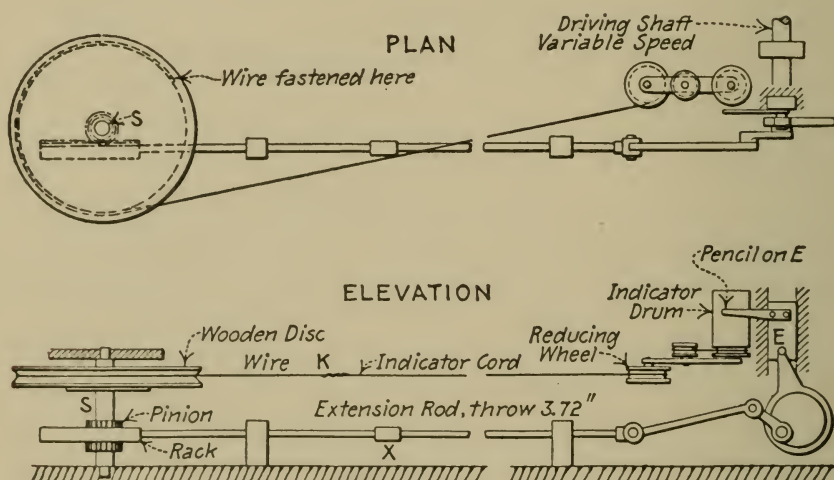 PLAN
Driving Shaft
Variable Speed
Wire fastened here
S
ELEVATION
Pencil on E
Indicator
Drum
Wooden Disc
Reducing
Wheel
E
Wire K Indicator Cord
S
Pinion
Extension Rod, throw 3.72"
Rack
X